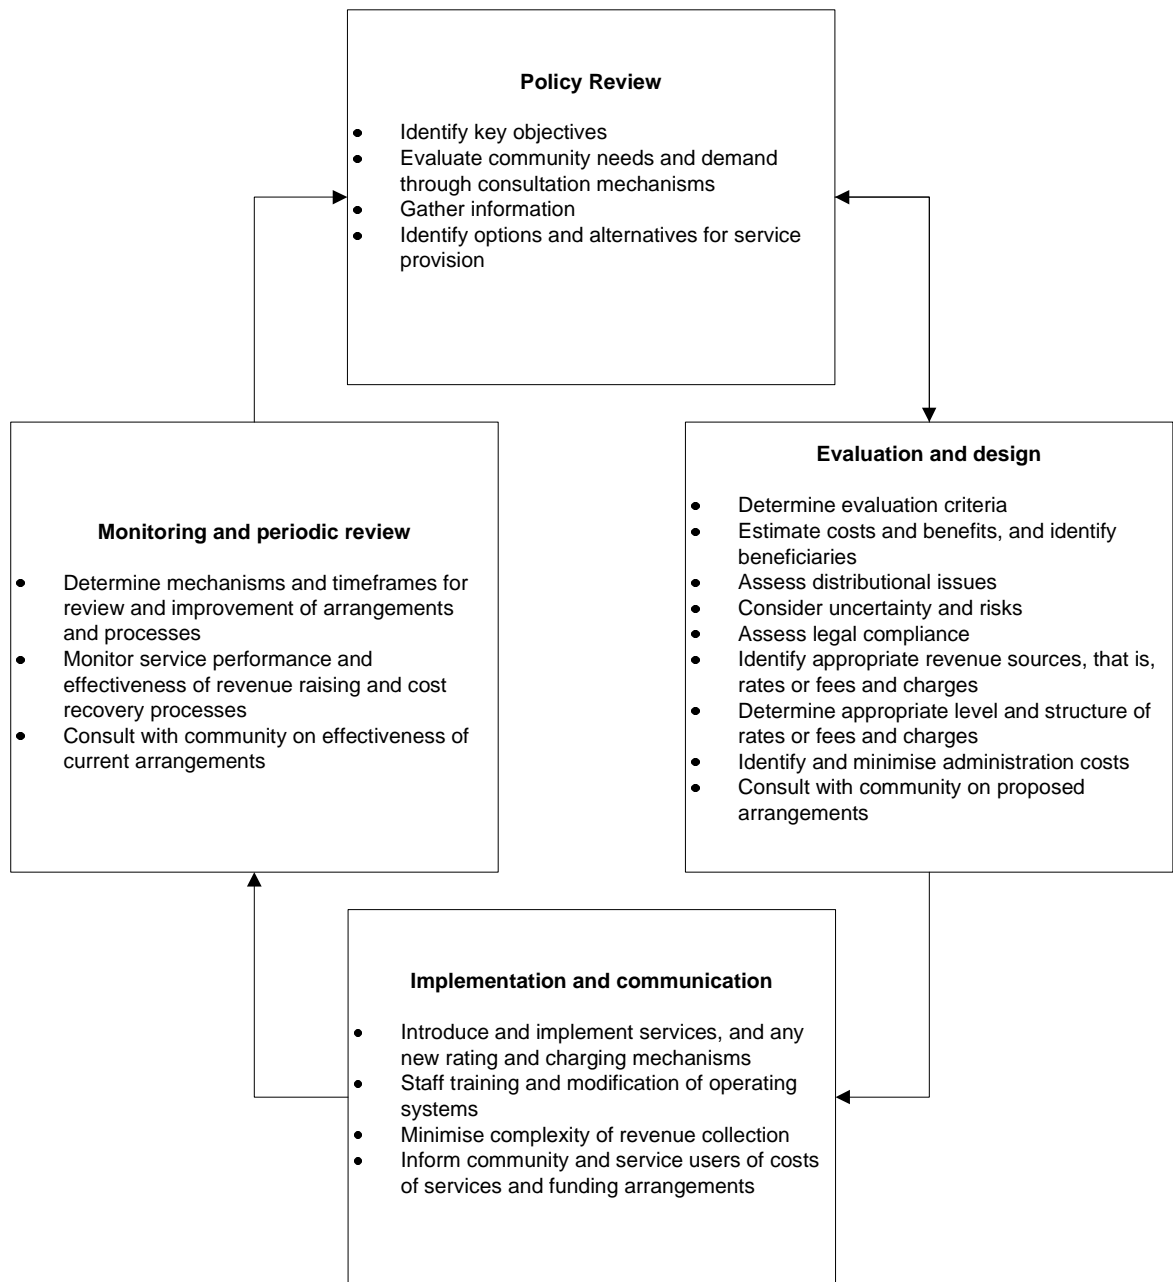 Policy Review
• Identify key objectives
• Evaluate community needs and demand
through consultation mechanisms
• Gather information
• Identify options and alternatives for service
provision
Evaluation and design
• Determine evaluation criteria
• Estimate costs and benefits, and identify
beneficiaries
• Assess distributional issues
• Consider uncertainty and risks
• Assess legal compliance
• Identify appropriate revenue sources, that is,
rates or fees and charges
• Determine appropriate level and structure of
rates or fees and charges
• Identify and minimise administration costs
• Consult with community on proposed
arrangements
Implementation and communication
• Introduce and implement services, and any
new rating and charging mechanisms
• Staff training and modification of operating
systems
• Minimise complexity of revenue collection
• Inform community and service users of costs
of services and funding arrangements
Monitoring and periodic review
• Determine mechanisms and timeframes for
review and improvement of arrangements
and processes
• Monitor service performance and
effectiveness of revenue raising and cost
recovery processes
• Consult with community on effectiveness of
current arrangements